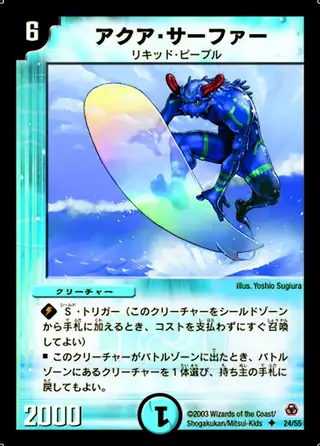 6
アクア・サーファー
リキッド・ピープル
illus. Yoshio Sugiura
クリーチャー
S・トリガー（このクリーチャーをシールドゾーン
から手札に加えるとき、コストを支払わずにすぐ召喚
してよい）
■ このクリーチャーがバトルゾーンに出たとき、バトル
ゾーンにあるクリーチャーを1体選び、持ち主の手札に
戻してもよい。
2000
©2003 Wizards of the Coast/
Shogakukan/Mitsui-Kids 24/55